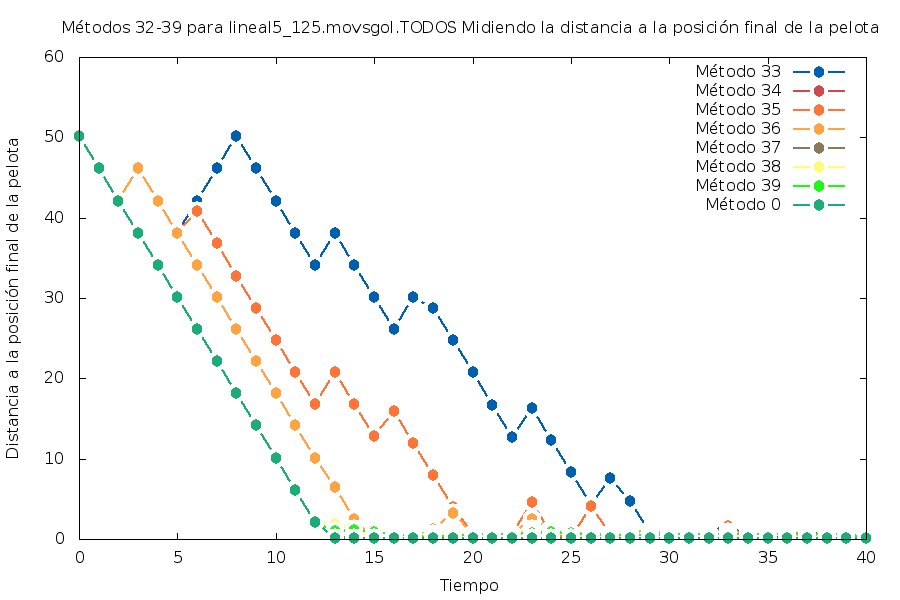 Métodos 32-39 para lineal5_125.movsgol.TODOS Midiendo la distancia a la posición final de la pelota
60
50
40
30
20
10
0
Distancia a la posición final de la pelota
Método 33
Método 34
Método 35
Método 36
Método 37
Método 38
Método 39
Método 0
0 5 10 15 20 25 30 35 40
Tiempo